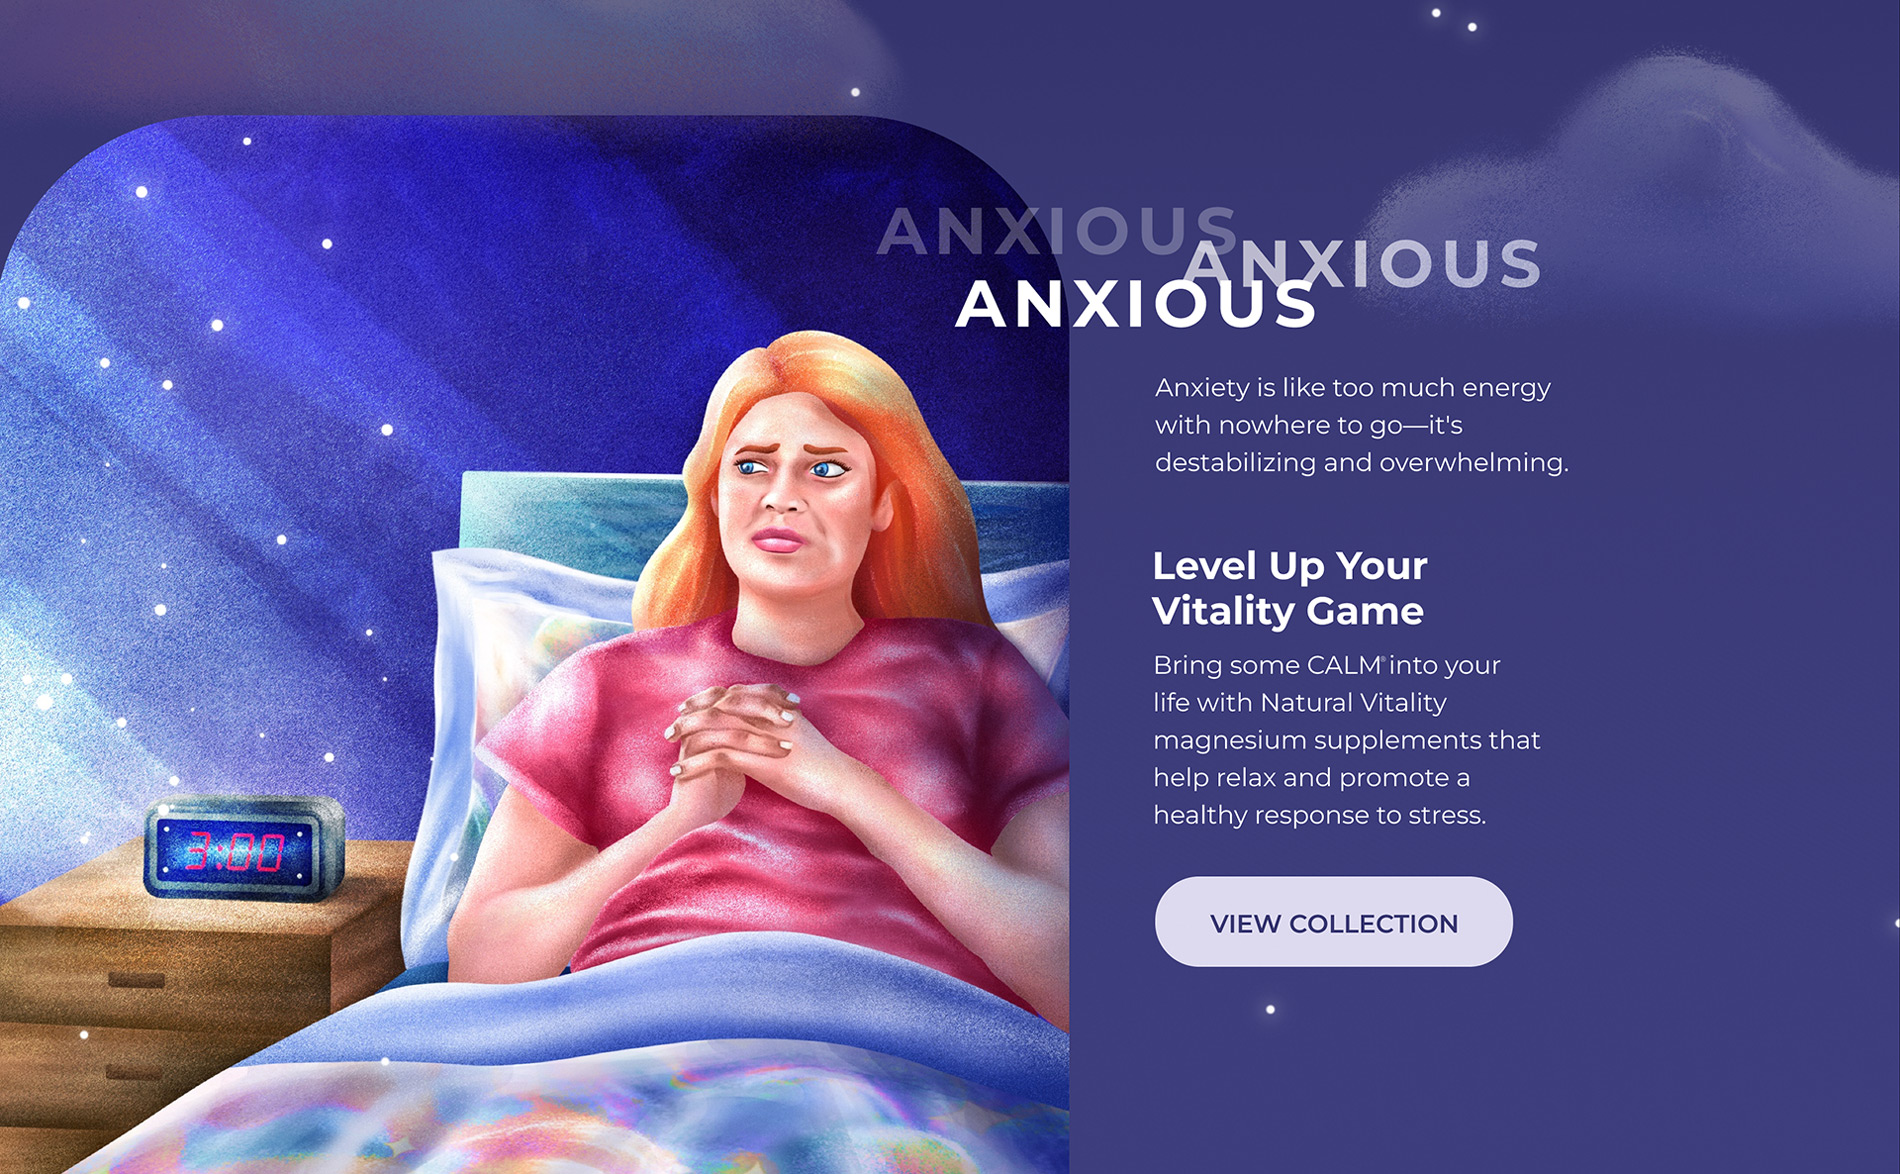 ANXIOUS
ANXIOUS
ANXIOUS
Anxiety is like too much energy
with nowhere to go—it's
destabilizing and overwhelming.
Level Up Your
Vitality Game
Bring some CALM® into your
life with Natural Vitality
magnesium supplements that
help relax and promote a
healthy response to stress.
VIEW COLLECTION
3:00